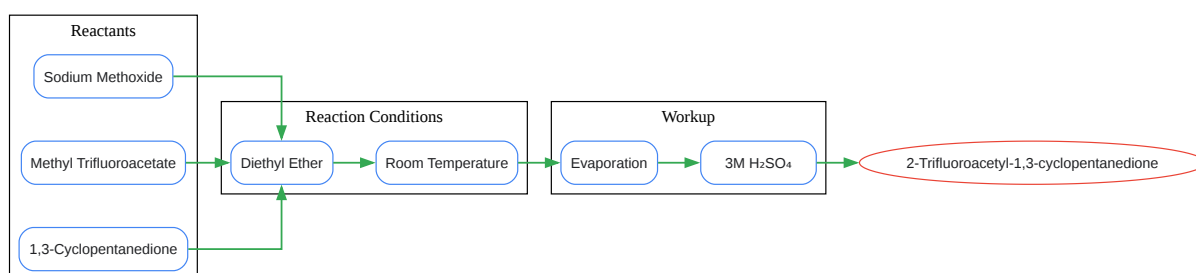 Reactants
Sodium Methoxide
Methyl Trifluoroacetate
1,3-Cyclopentanedione
Reaction Conditions
Diethyl Ether
Room Temperature
Workup
Evaporation
3M H₂SO₄
2-Trifluoroacetyl-1,3-cyclopentanedione